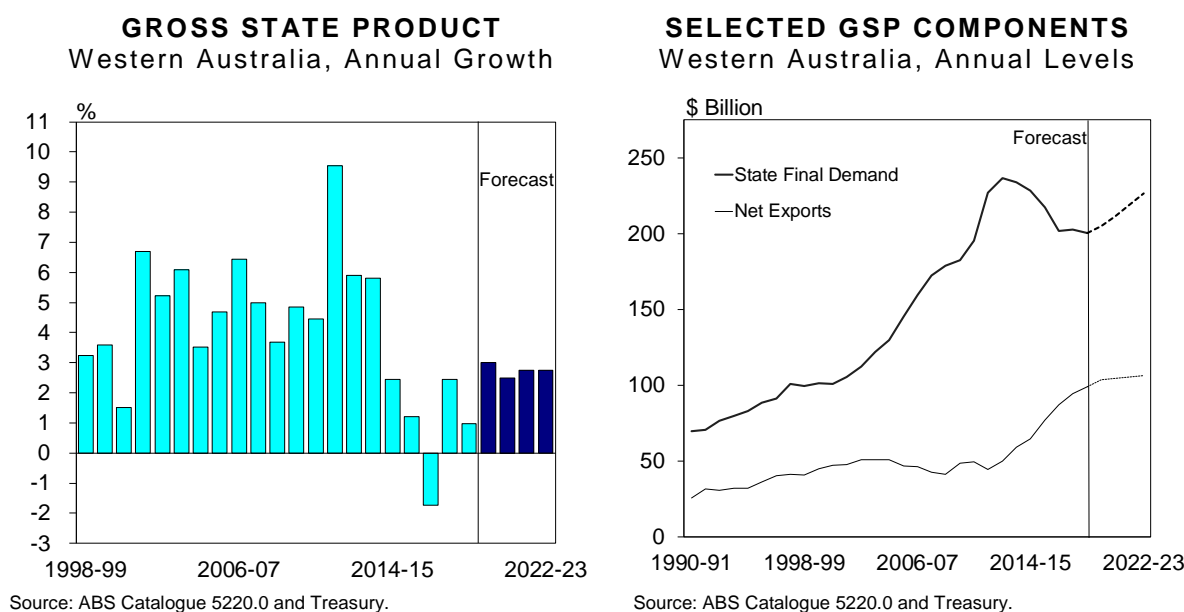 GROSS STATE PRODUCT
Western Australia, Annual Growth
%
11
10
9
8
7
6
5
4
3
2
1
0
-1
-2
-3
Forecast
1998-99 2006-07 2014-15 2022-23
Source: ABS Catalogue 5220.0 and Treasury.
SELECTED GSP COMPONENTS
Western Australia, Annual Levels
$ Billion
250
200
150
100
50
0
Forecast
State Final Demand
Net Exports
1990-91 1998-99 2006-07 2014-15 2022-23
Source: ABS Catalogue 5220.0 and Treasury.